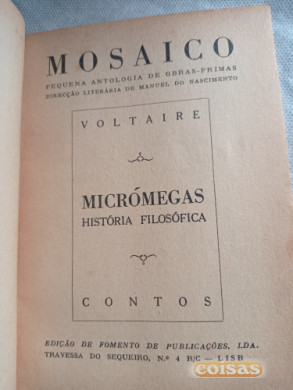 MOSAICO
PEQUENA ANTOLOGIA DE OBRAS-PRIMAS
DIRECÇÃO LITERÁRIA DE MANUEL DO NASCIMENTO
VOLTAIRE
MICRÓMEGAS
HISTÓRIA FILOSÓFICA
CONTOS
EDIÇÃO DE FOMENTO DE PUBLICAÇÕES, LDA.
TRAVESSA DO SEQUEIRO, N.º 4 R/C — LISB
coisas